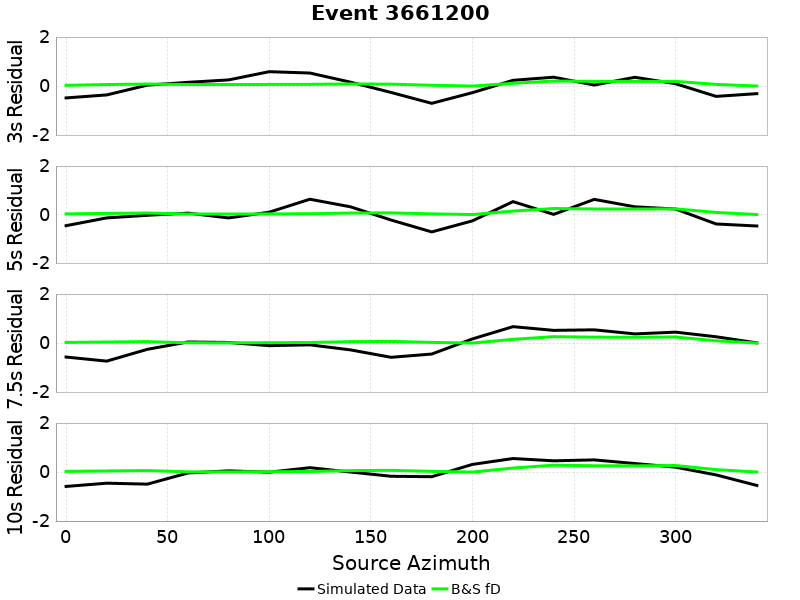 Event 3661200
3s Residual
2
0
-2
5s Residual
2
0
-2
7.5s Residual
2
0
-2
10s Residual
2
0
-2
0 50 100 150 200 250 300
Source Azimuth
Simulated Data B&S fD